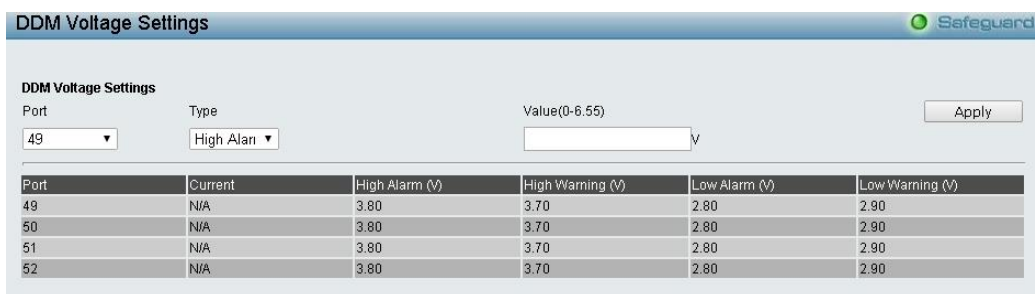 DDM Voltage Settings
Safeguard
DDM Voltage Settings
Port Type Value(0-6.55) Apply
49 High Aları V
Port Current High Alarm (V) High Warning (V) Low Alarm (V) Low Warning (V)
49 N/A 3.80 3.70 2.80 2.90
50 N/A 3.80 3.70 2.80 2.90
51 N/A 3.80 3.70 2.80 2.90
52 N/A 3.80 3.70 2.80 2.90